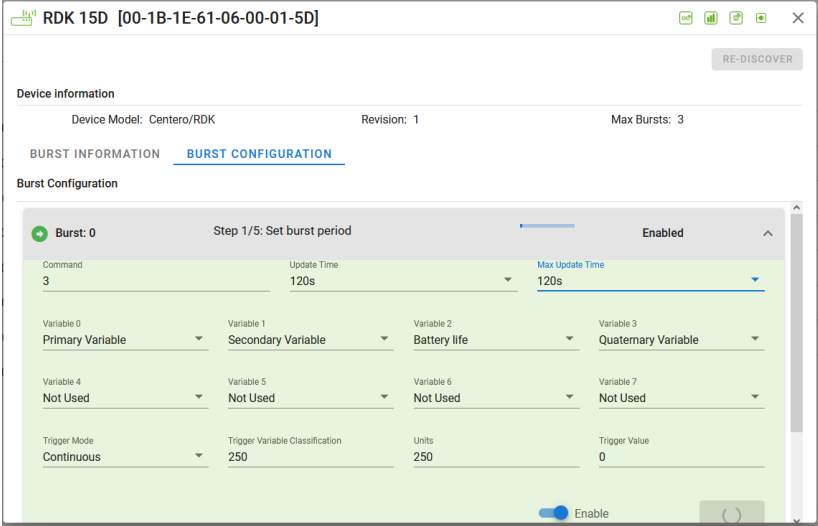 RDK 15D [00-1B-1E-61-06-00-01-5D]
RE-DISCOVER
Device information
Device Model: Centero/RDK Revision: 1 Max Bursts: 3
BURST INFORMATION BURST CONFIGURATION
Burst Configuration
Burst: 0 Step 1/5: Set burst period Enabled
Command Update Time Max Update Time
3 120s 120s
Variable 0 Variable 1 Variable 2 Variable 3
Primary Variable Secondary Variable Battery life Quaternary Variable
Variable 4 Variable 5 Variable 6 Variable 7
Not Used Not Used Not Used Not Used
Trigger Mode Trigger Variable Classification Units Trigger Value
Continuous 250 250 0
Enable